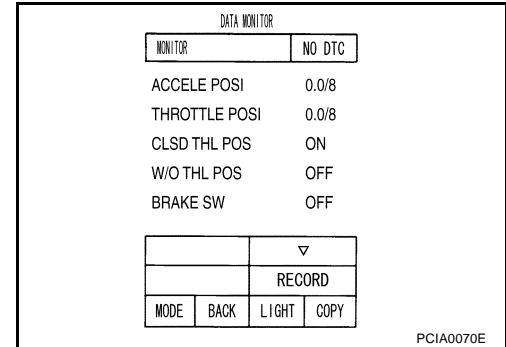 DATA MONITOR
MONITOR NO DTC
ACCELE POSI 0.0/8
THROTTLE POSI 0.0/8
CLSD THL POS ON
W/O THL POS OFF
BRAKE SW OFF
▽
RECORD
MODE BACK LIGHT COPY
PCIA0070E